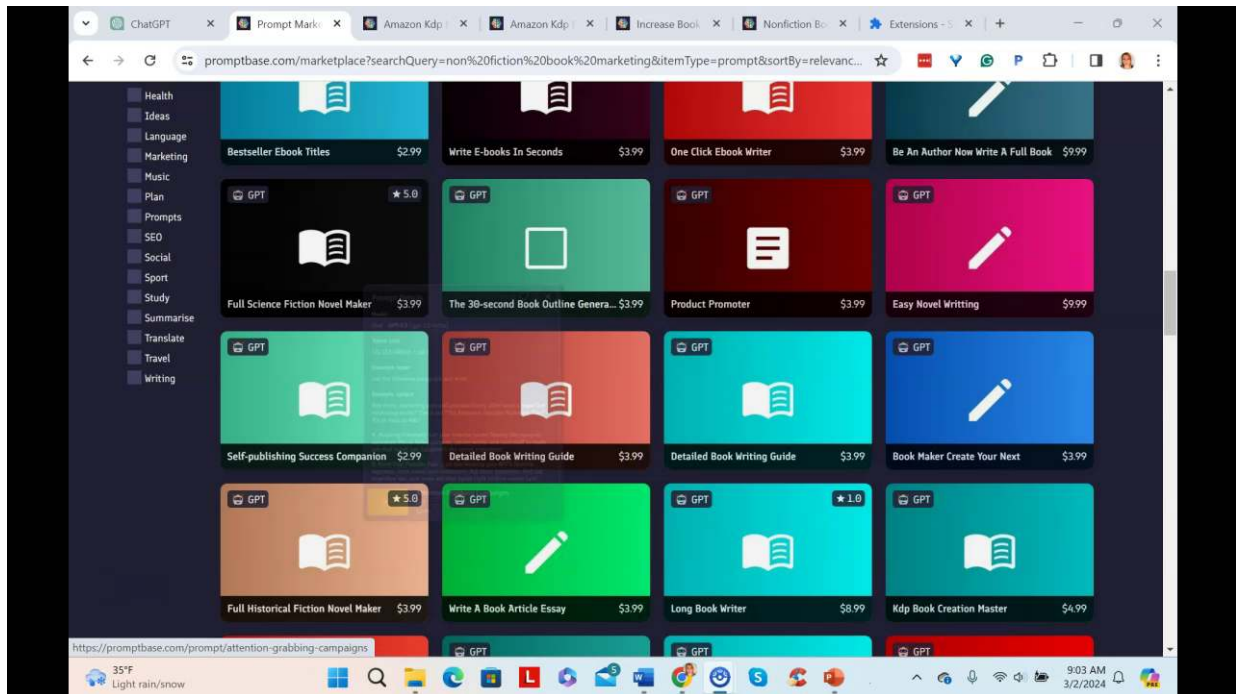 ChatGPT
Prompt Mark
Amazon Kdp
Amazon Kdp
Increase Book
Nonfiction Bo
Extensions - S
promptbase.com/marketplace?searchQuery=non%20fiction%20book%20marketing&itemType=prompt&sortBy=relevanc...
Health
Ideas
Language
Marketing
Music
Plan
Prompts
SEO
Social
Sport
Study
Summarise
Translate
Travel
Writing
Bestseller Ebook Titles $2.99
Write E-books In Seconds $3.99
One Click Ebook Writer $3.99
Be An Author Now Write A Full Book $9.99
GPT ★ 5.0
Full Science Fiction Novel Maker $3.99
GPT
The 30-second Book Outline Genera... $3.99
GPT
Product Promoter $3.99
GPT
Easy Novel Writting $9.99
GPT
Self-publishing Success Companion $2.99
GPT
Detailed Book Writing Guide $3.99
GPT
Detailed Book Writing Guide $3.99
GPT
Book Maker Create Your Next $3.99
GPT ★ 5.0
Full Historical Fiction Novel Maker $3.99
GPT
Write A Book Article Essay $3.99
GPT ★ 1.0
Long Book Writer $8.99
GPT
Kdp Book Creation Master $4.99
GPT
GPT
GPT
https://promptbase.com/prompt/attention-grabbing-campaigns
35°F
Light rain/snow
9:03 AM
3/2/2024